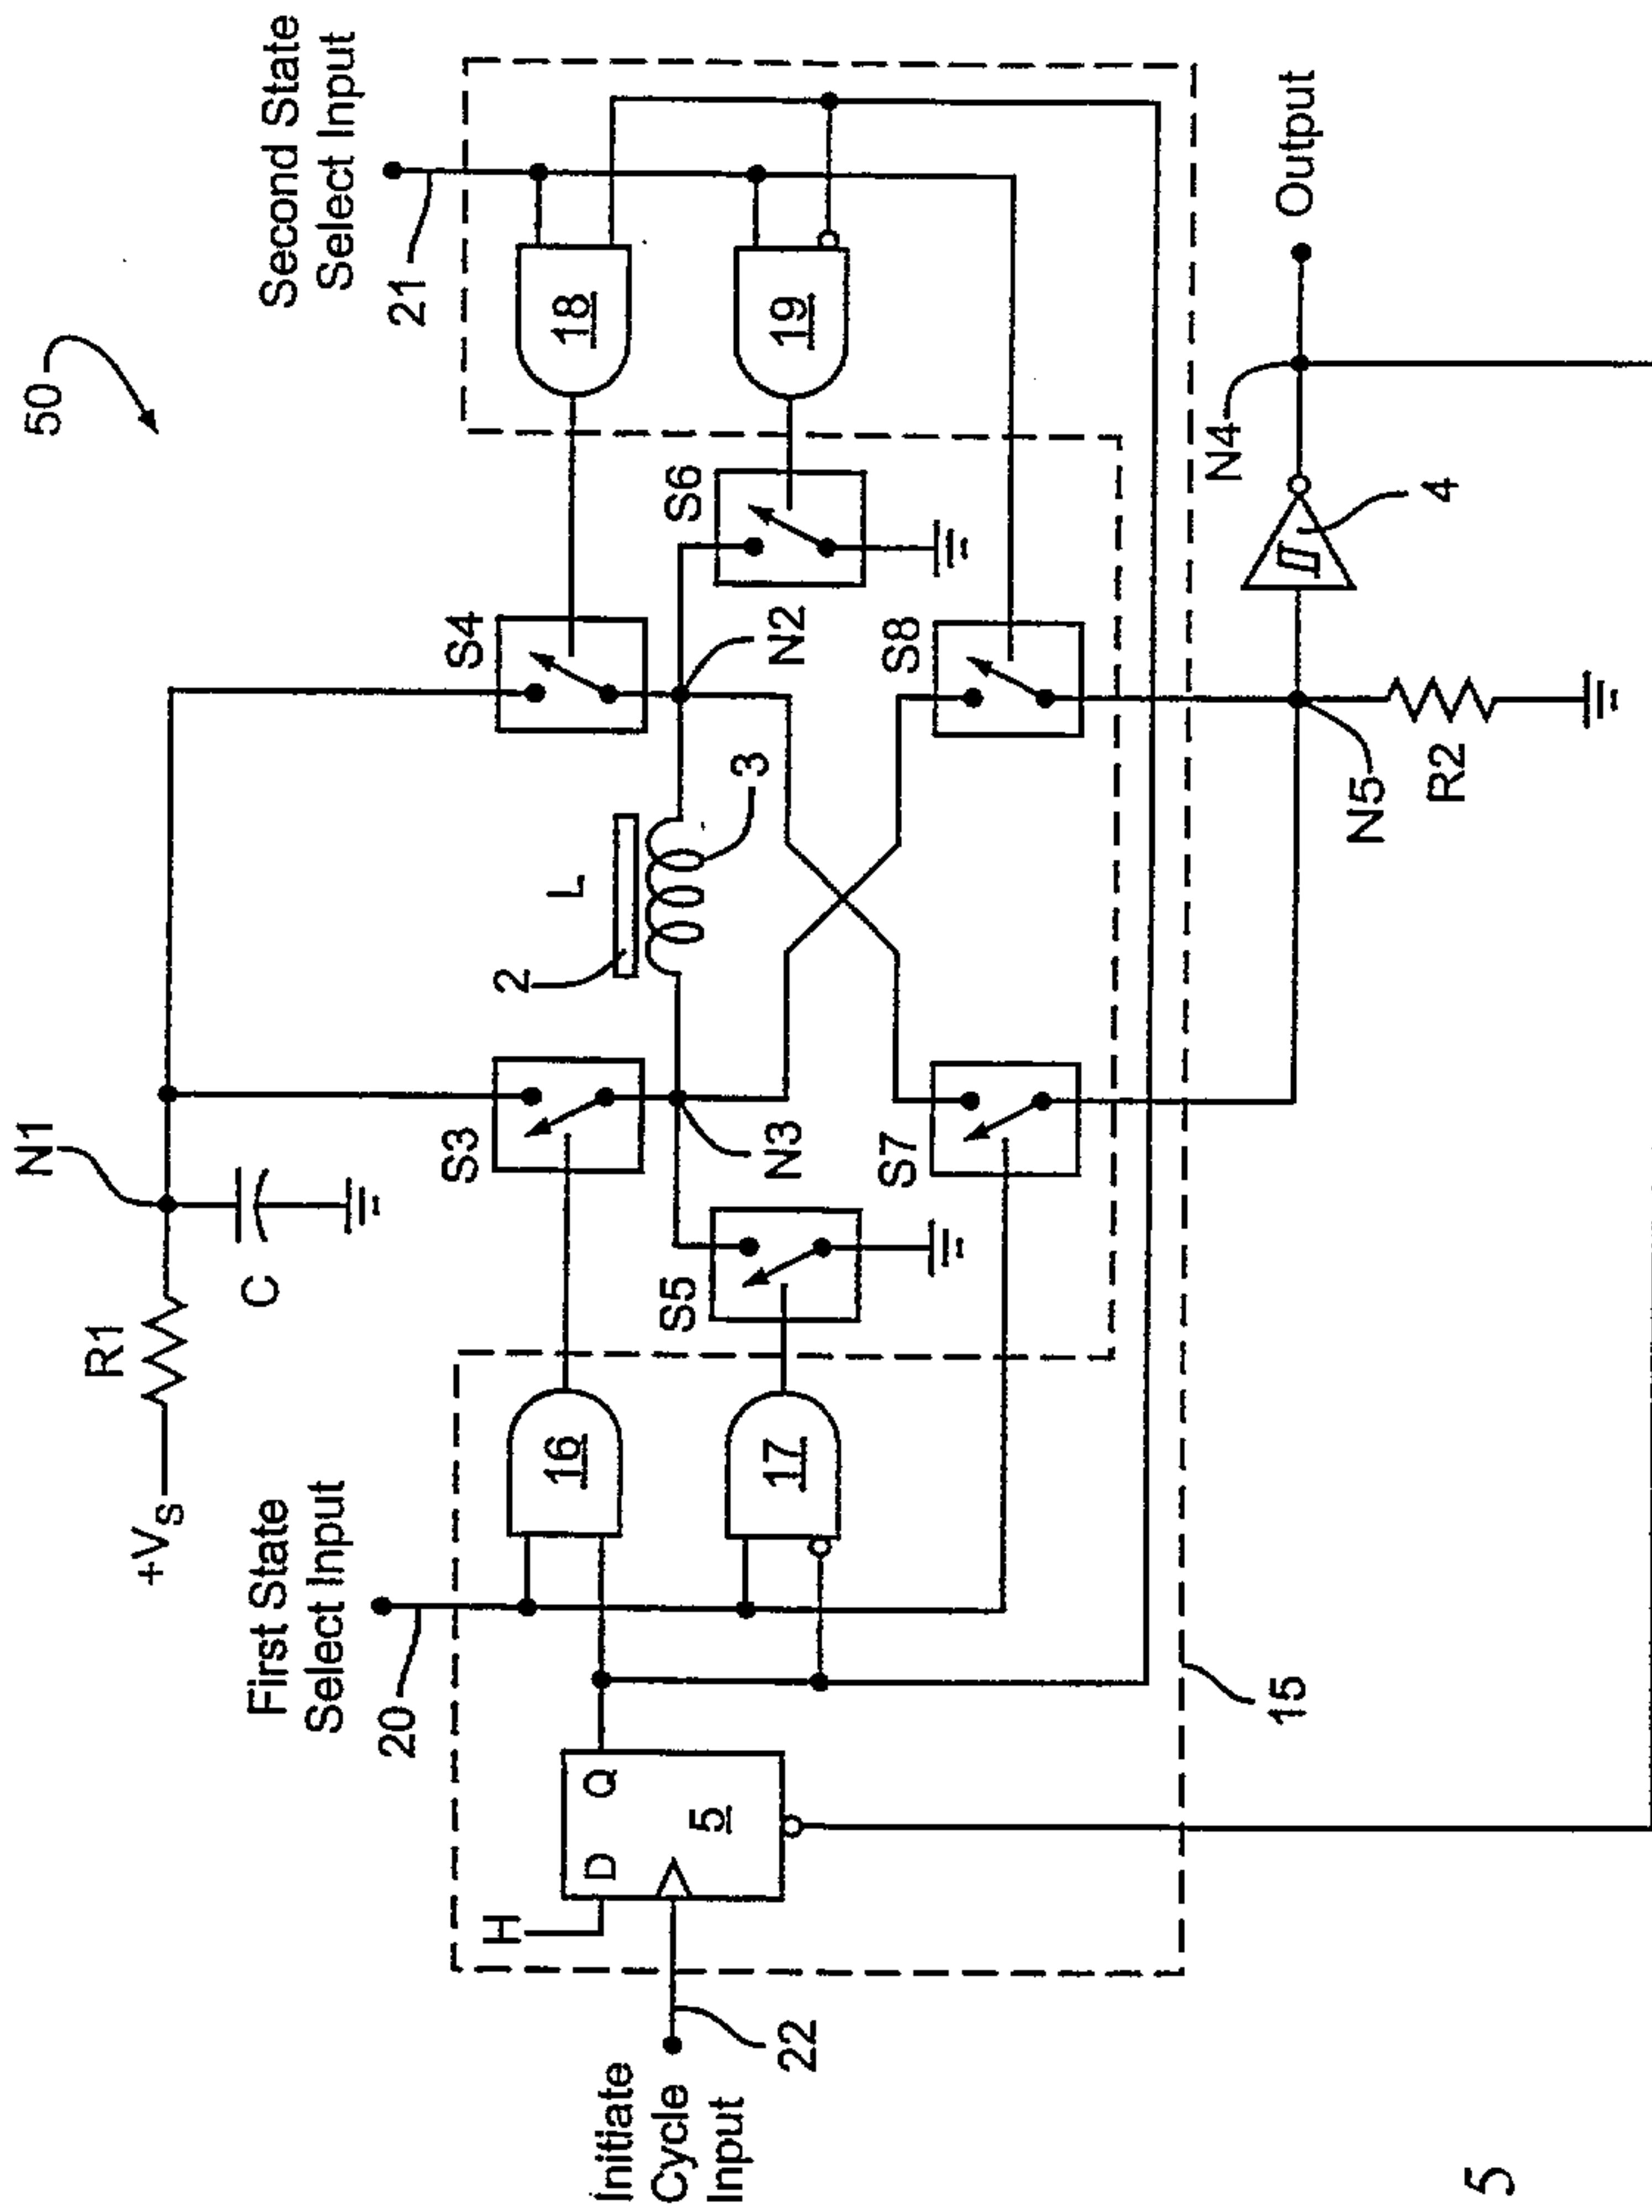 50
+V_S
R1
N1
C
First State
Select Input
20
Second State
Select Input
21
S3
S4
16
18
2
L
3
H
D
Q
5
17
S5
N3
N2
S6
19
Initiate
Cycle
Input
22
S7
S8
15
N5
R2
4
N4
Output
5